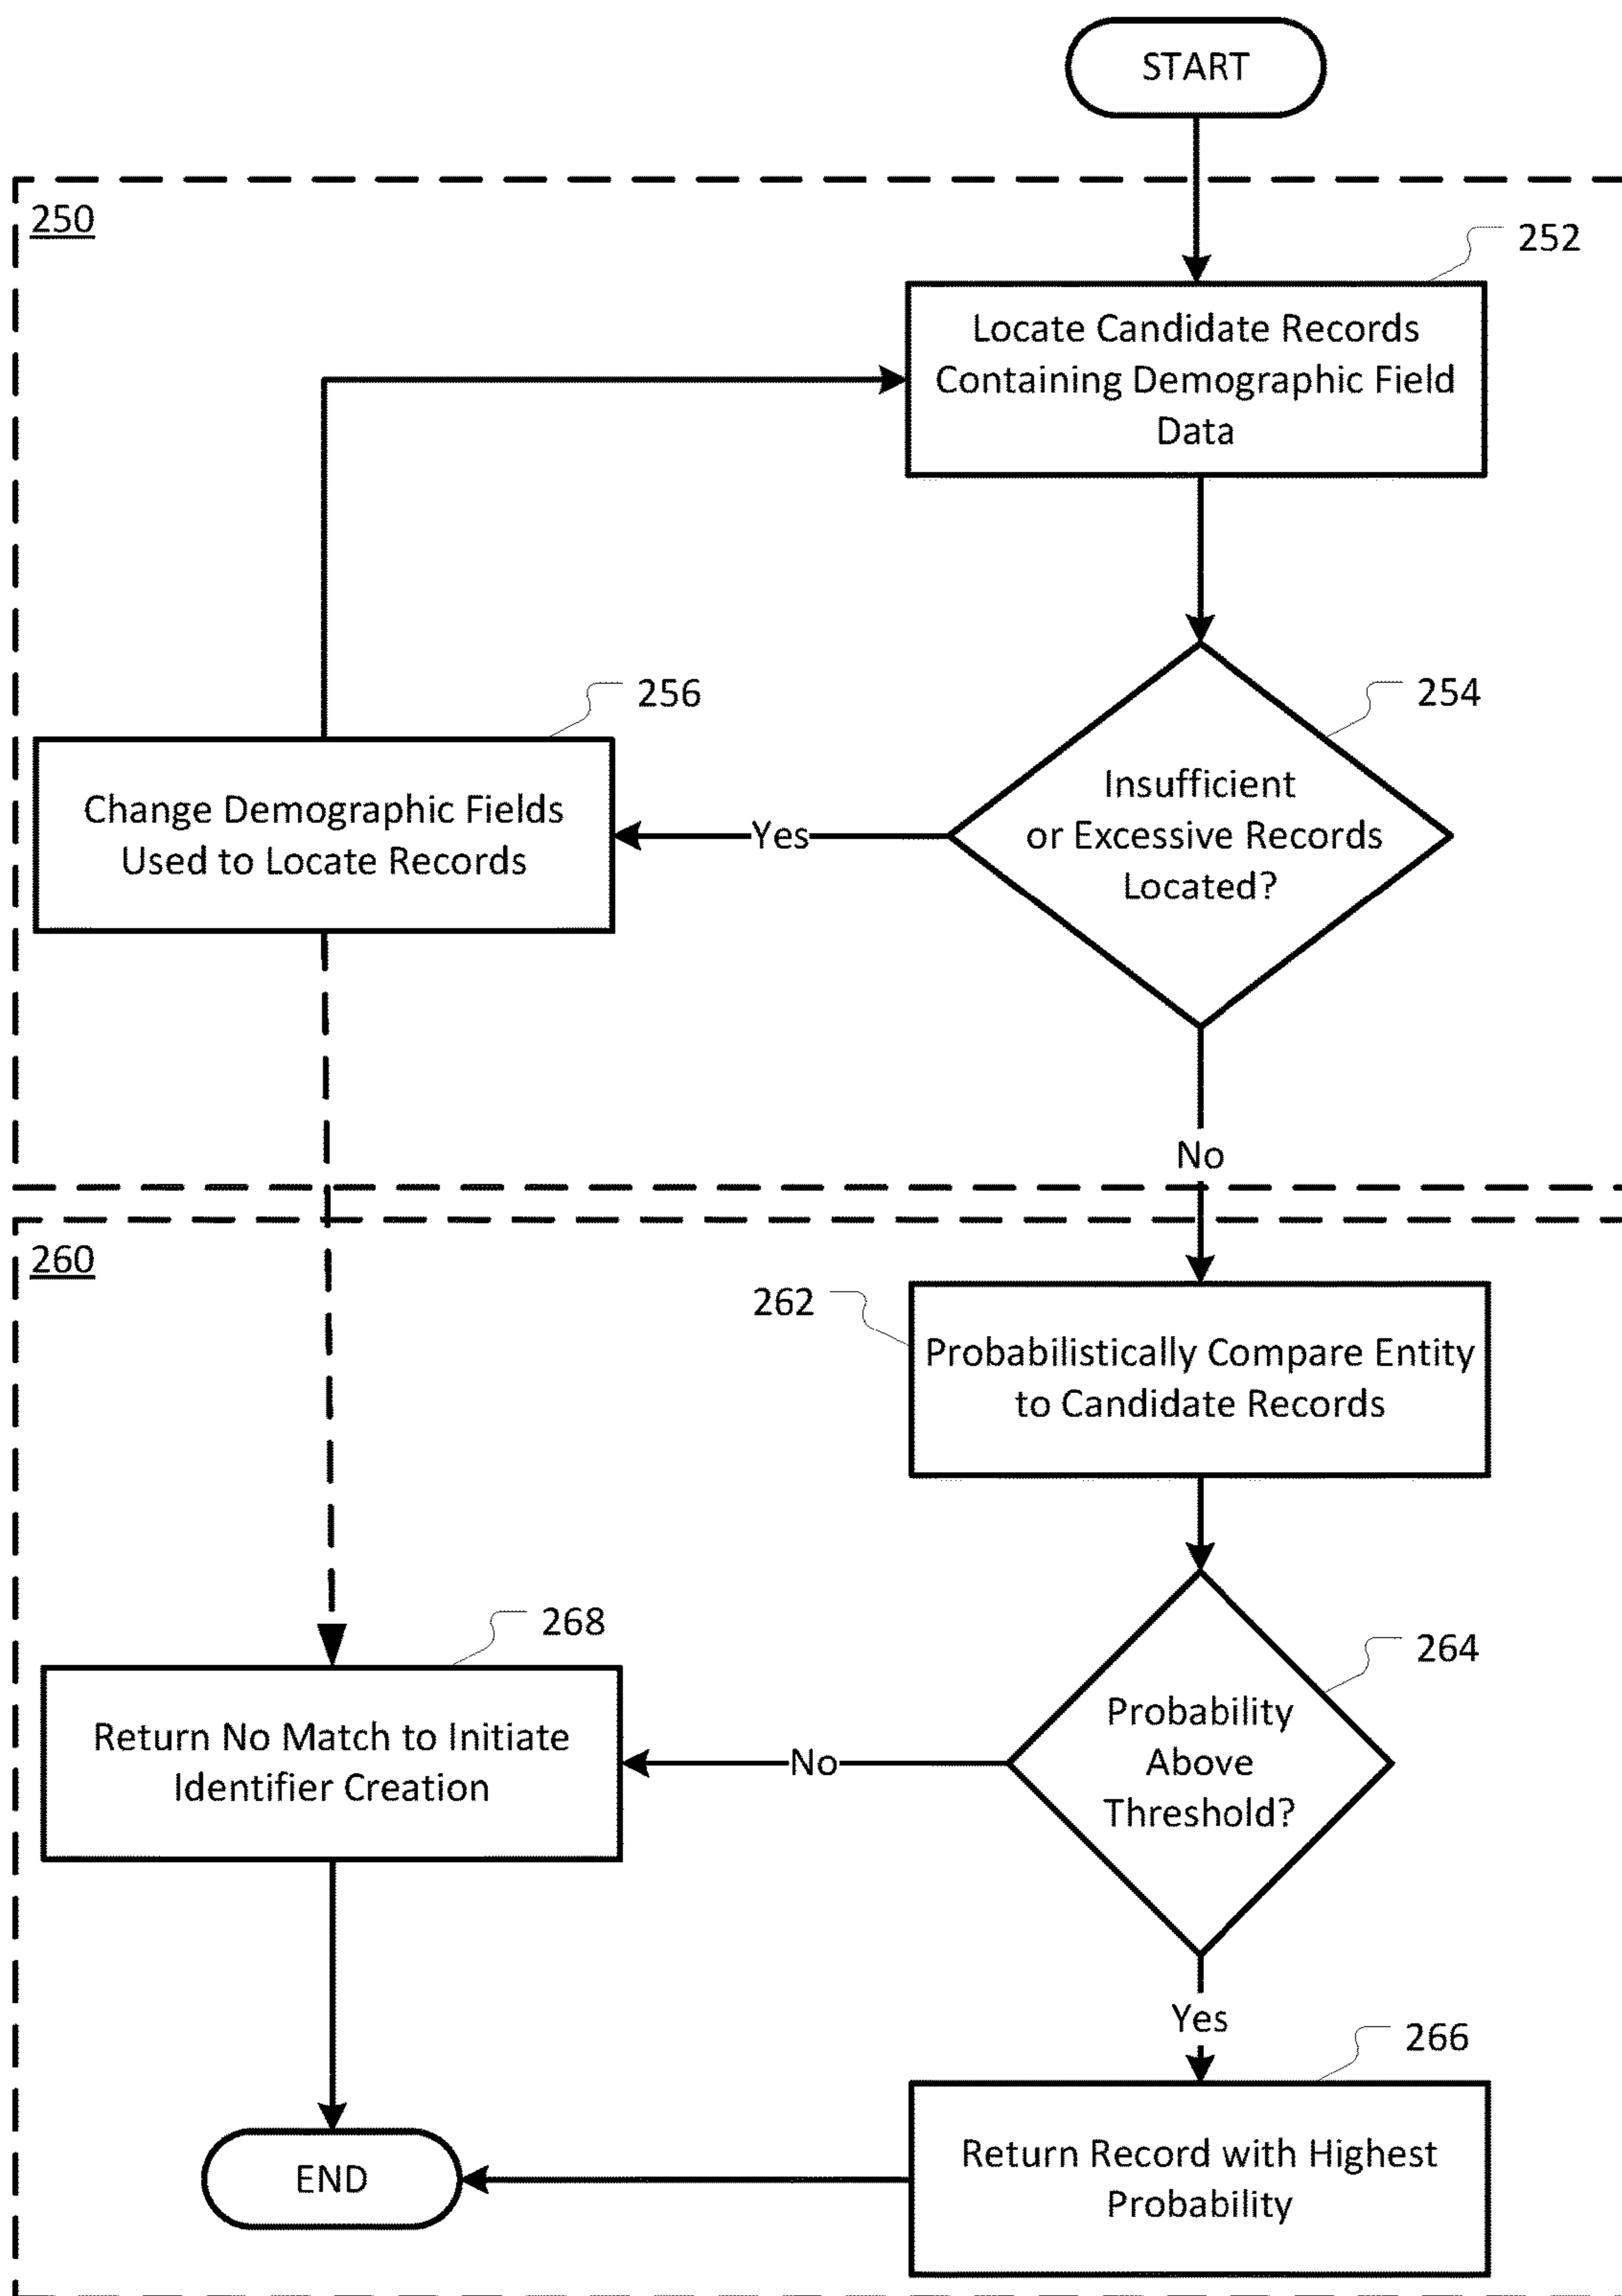 START
250
252
Locate Candidate Records
Containing Demographic Field
Data
256
254
Change Demographic Fields
Used to Locate Records
Yes
Insufficient
or Excessive Records
Located?
No
260
262
Probabilistically Compare Entity
to Candidate Records
268
264
Return No Match to Initiate
Identifier Creation
No
Probability
Above
Threshold?
Yes
266
END
Return Record with Highest
Probability